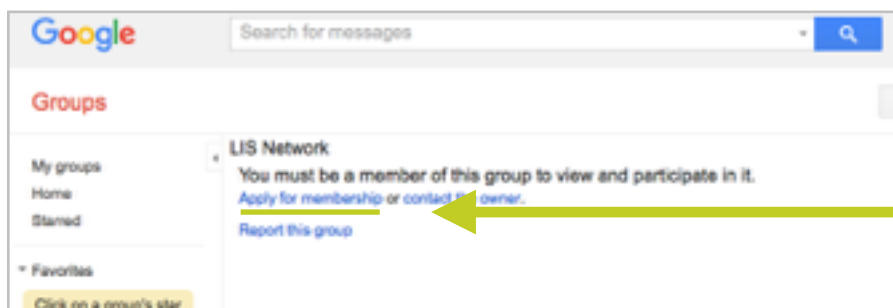 Google
Search for messages
Groups
LIS Network
You must be a member of this group to view and participate in it.
Apply for membership or contact the owner.
Report this group
My groups
Home
Starred
Favorites
Click on a group's star